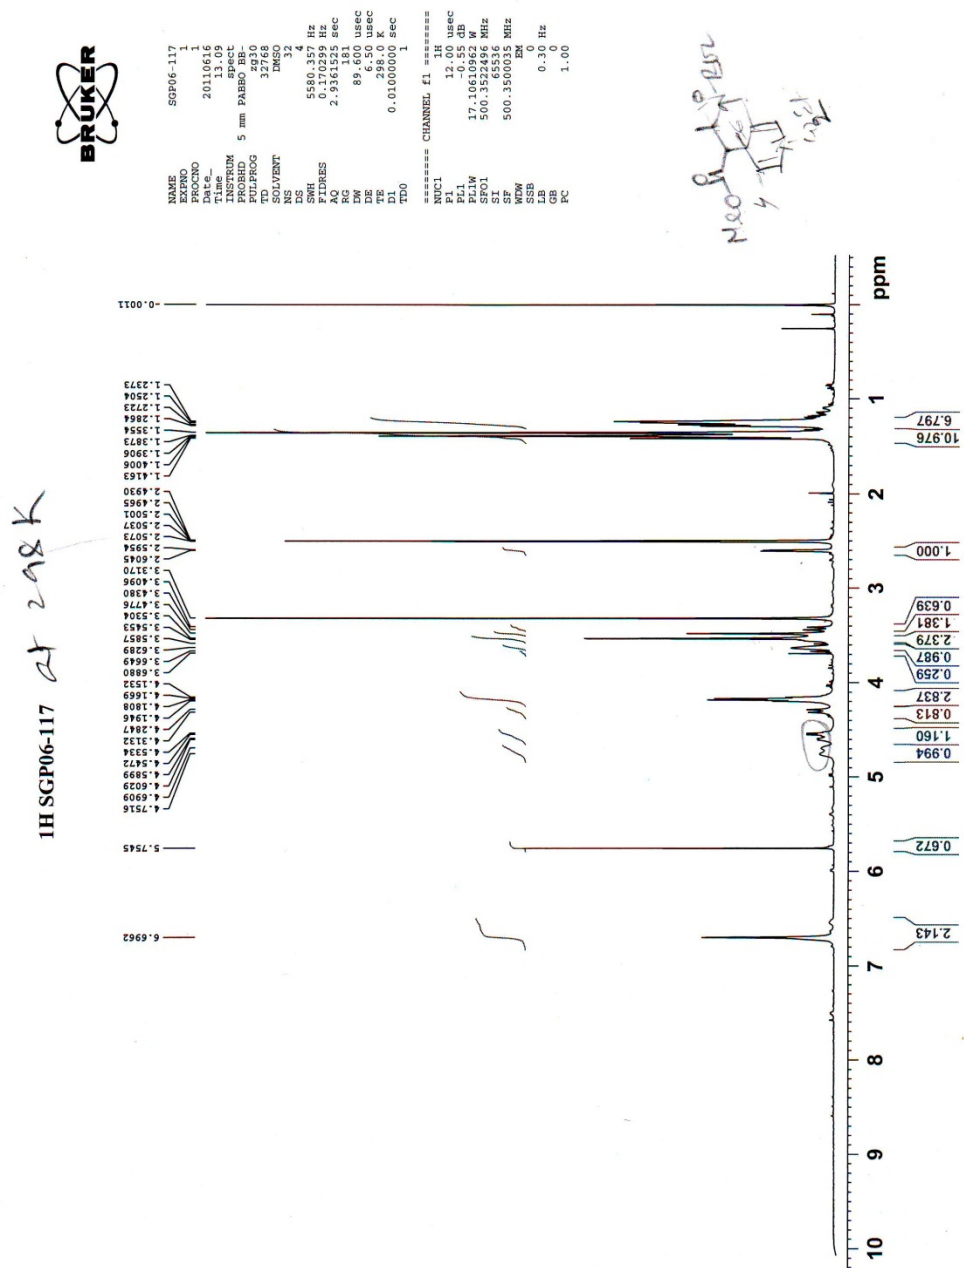 1H SGP06-117 at 298 K
BRUKER
NAME SGP06-117
EXPNO 1
PROCNO 1
Date_ 20110616
Time 13.09
INSTRUM spect
PROBHD 5 mm PABBO BB-
PULPROG zg30
TD 32768
SOLVENT DMSO
NS 32
DS 4
SWH 5580.357 Hz
FIDRES 0.170299 Hz
AQ 2.9361525 sec
RG 181
DW 89.600 usec
DE 6.50 usec
TE 298.0 K
D1 0.01000000 sec
TD0 1
======== CHANNEL f1 ========
NUC1 1H
P1 12.00 usec
PL1 -0.55 dB
PL1W 17.10610962 W
SFO1 500.3522496 MHz
SI 65536
SF 500.3500035 MHz
WDW EM
SSB 0
LB 0.30 Hz
GB 0
PC 1.00
MeO
6.6962
5.7545
4.7516
4.6909
4.6029
4.5899
4.5472
4.5334
4.3132
4.2847
4.1946
4.1808
4.1669
4.1532
3.6880
3.6649
3.6289
3.5857
3.5453
3.5304
3.4776
3.4380
3.4096
3.3170
2.6045
2.5954
2.5073
2.5037
2.5001
2.4965
2.4930
1.4163
1.4006
1.3906
1.3873
1.3554
1.2864
1.2723
1.2504
1.2373
-0.0011
10 9 8 7 6 5 4 3 2 1 ppm
2.143
0.672
0.994
1.160
0.813
2.837
0.259
0.987
2.379
1.381
0.639
1.000
10.976
6.797